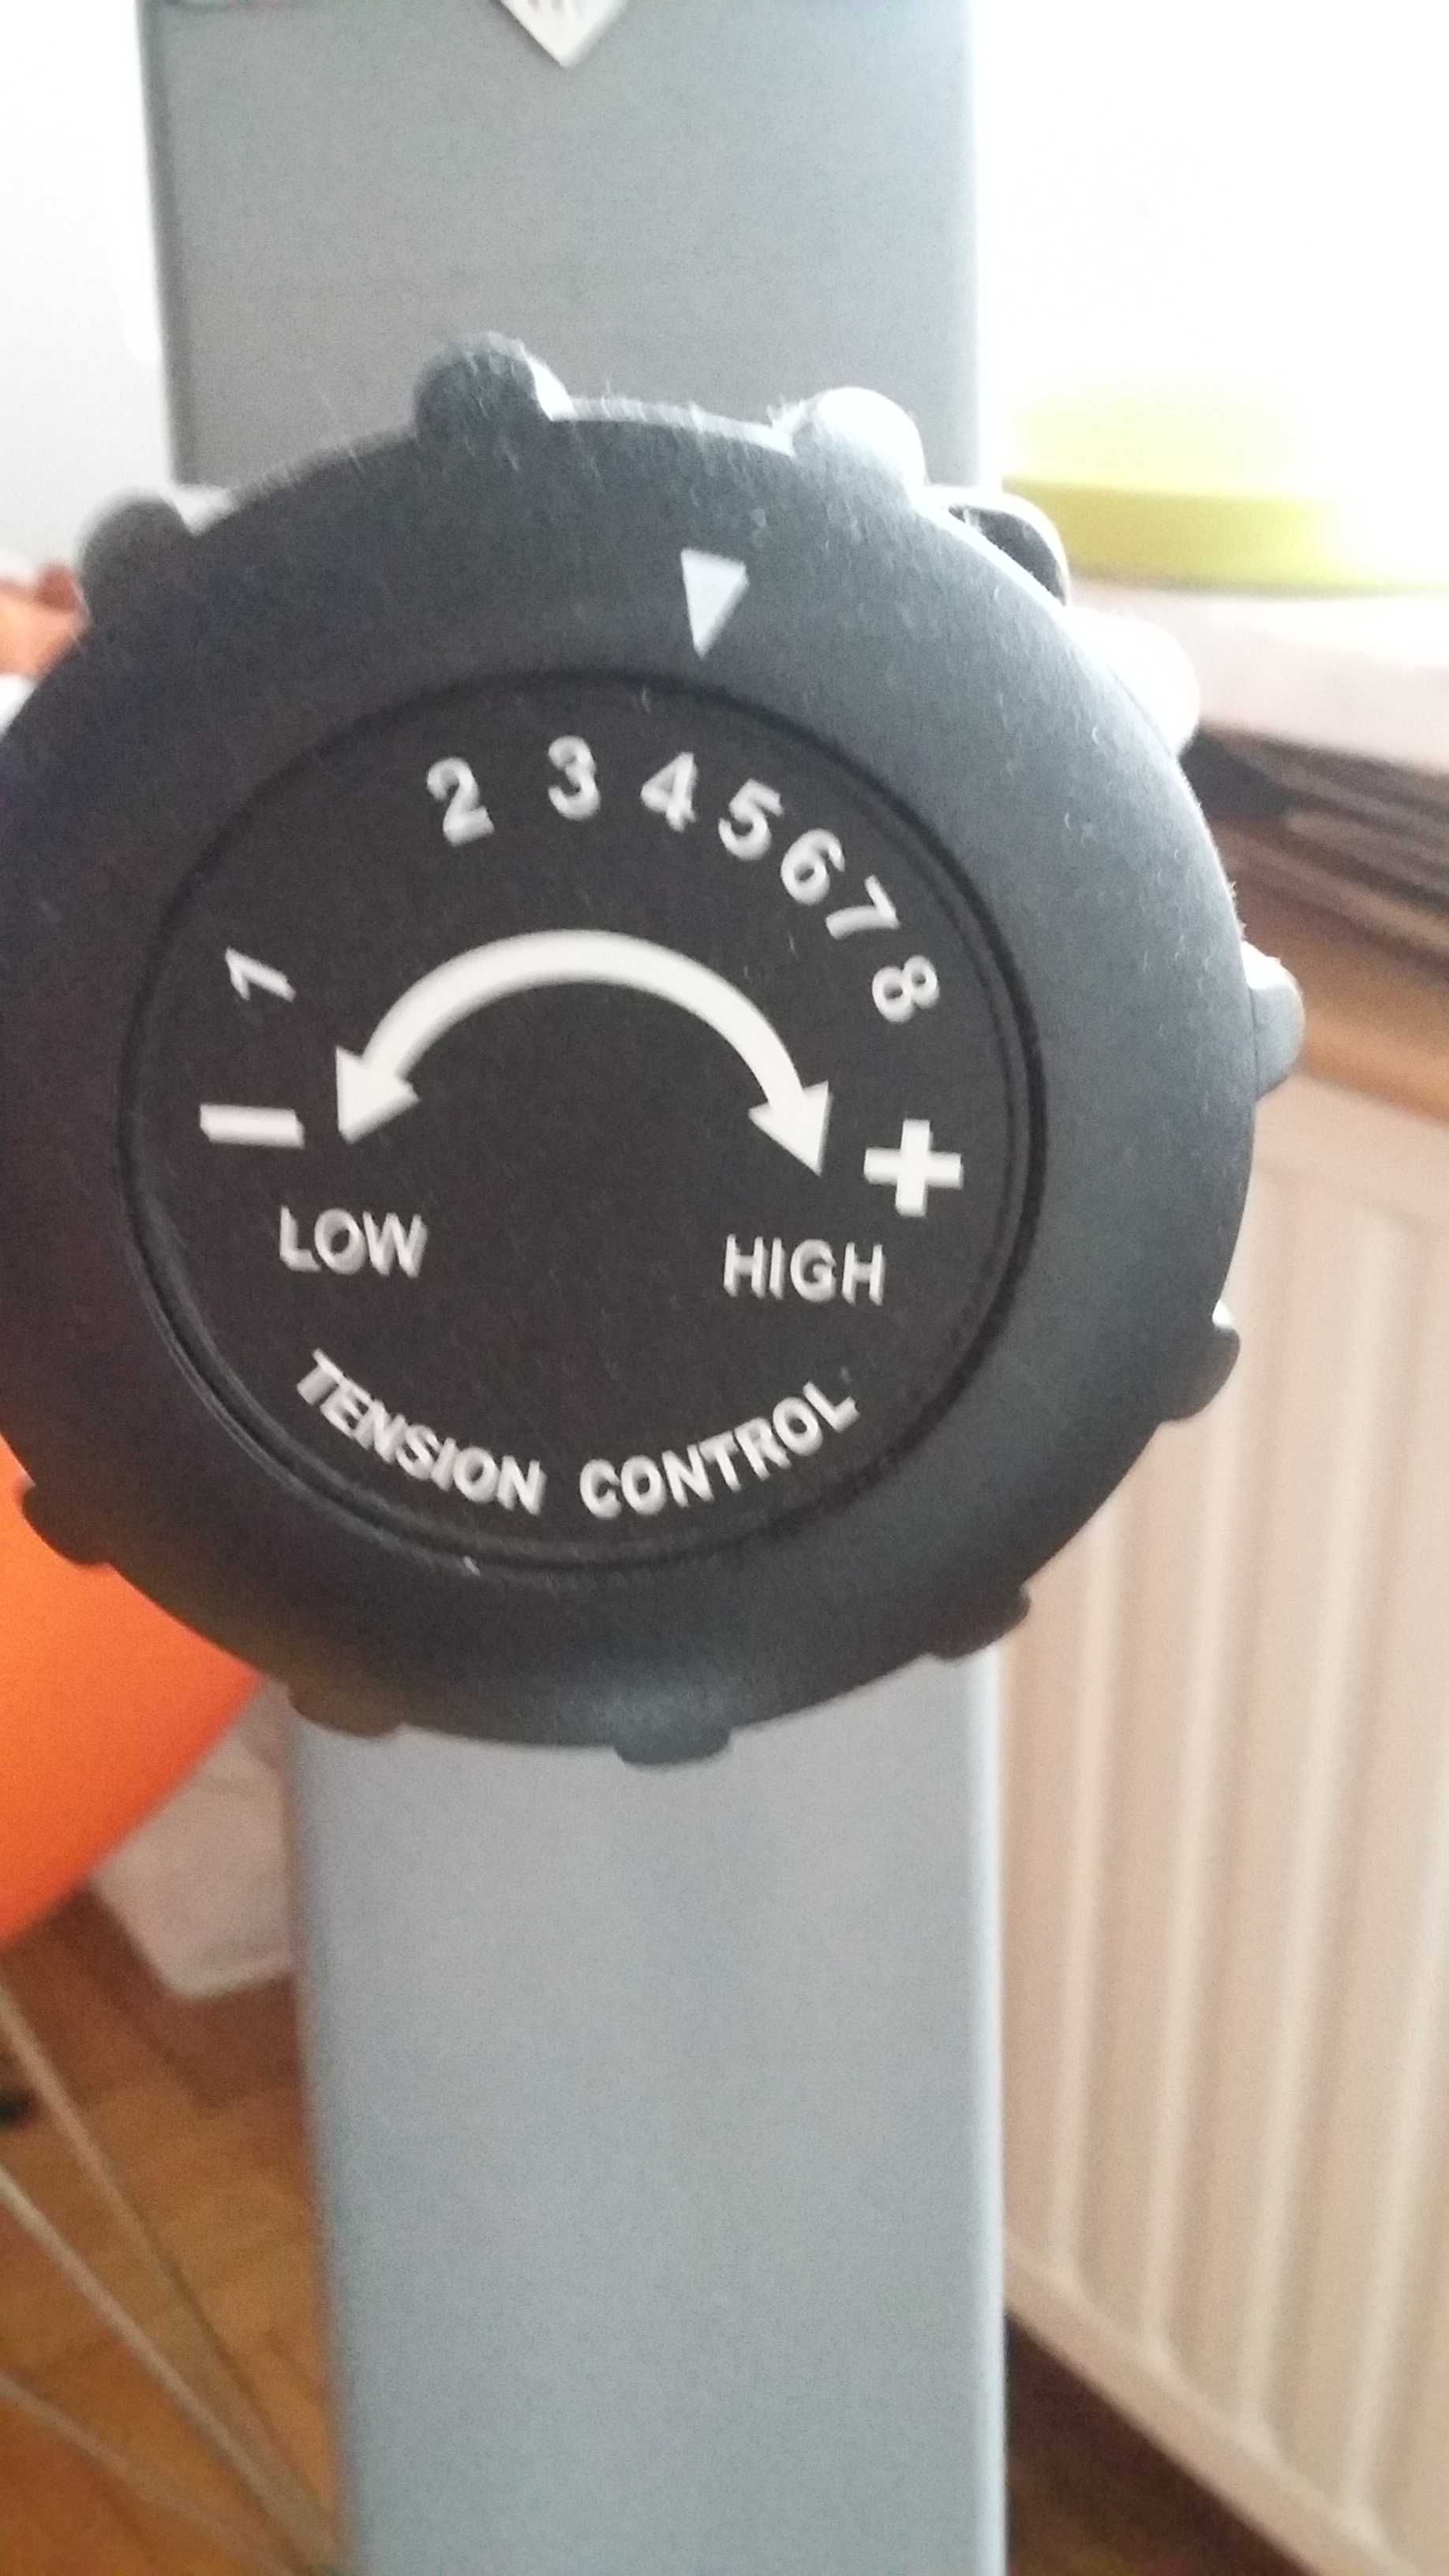 1 2 3 4 5 6 7 8
- +
LOW HIGH
TENSION CONTROL